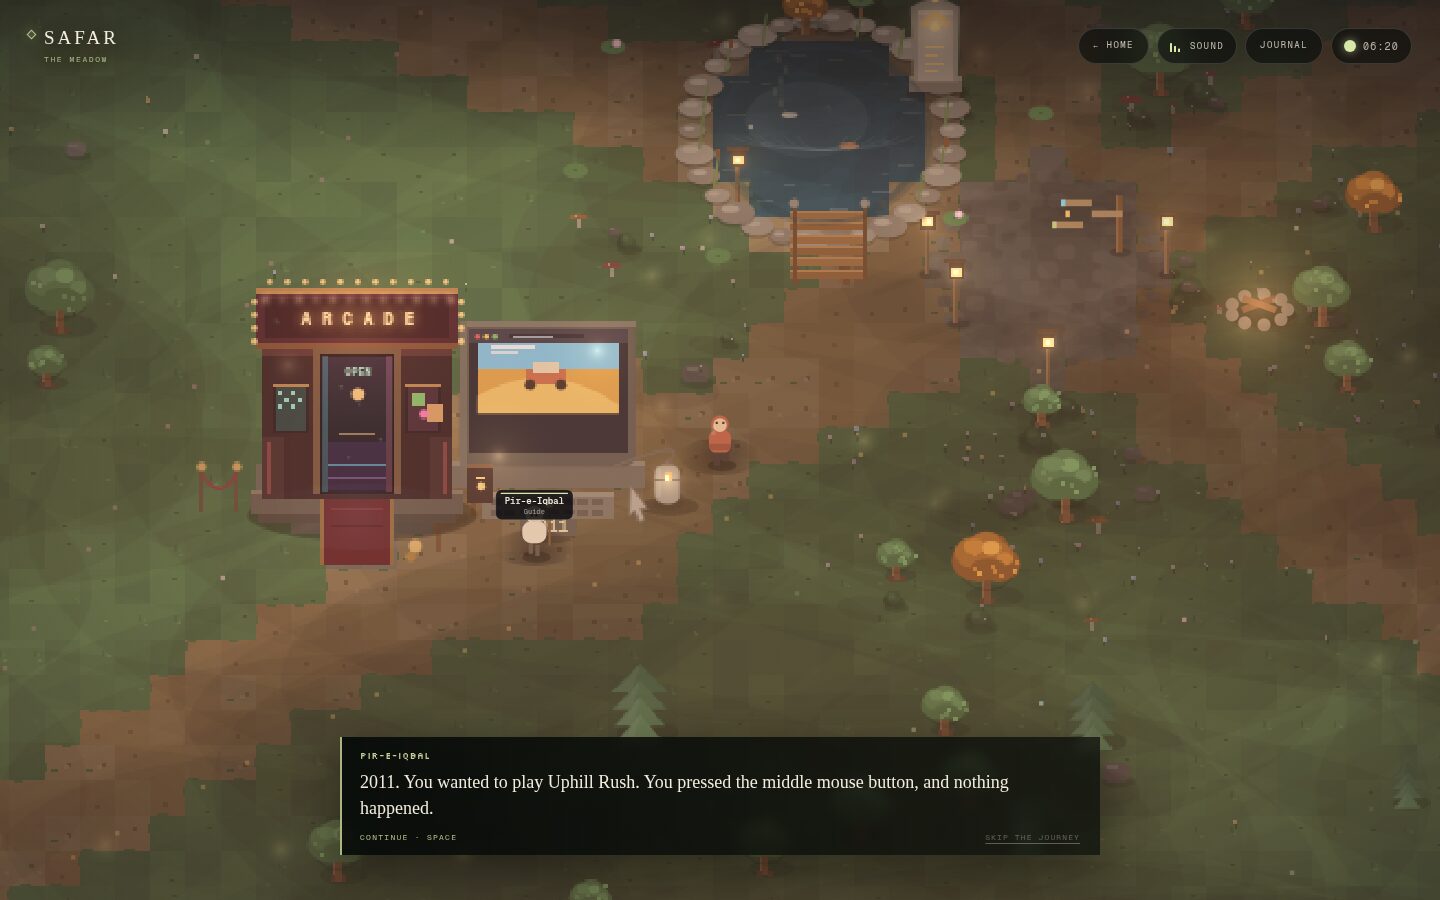 SAFAR
THE MEADOW
← HOME
SOUND
JOURNAL
06:20
ARCADE
OPEN
Pir-e-Iqbal
Guide
11
PIR-E-IQBAL
2011. You wanted to play Uphill Rush. You pressed the middle mouse button, and nothing
happened.
CONTINUE · SPACE
SKIP THE JOURNEY